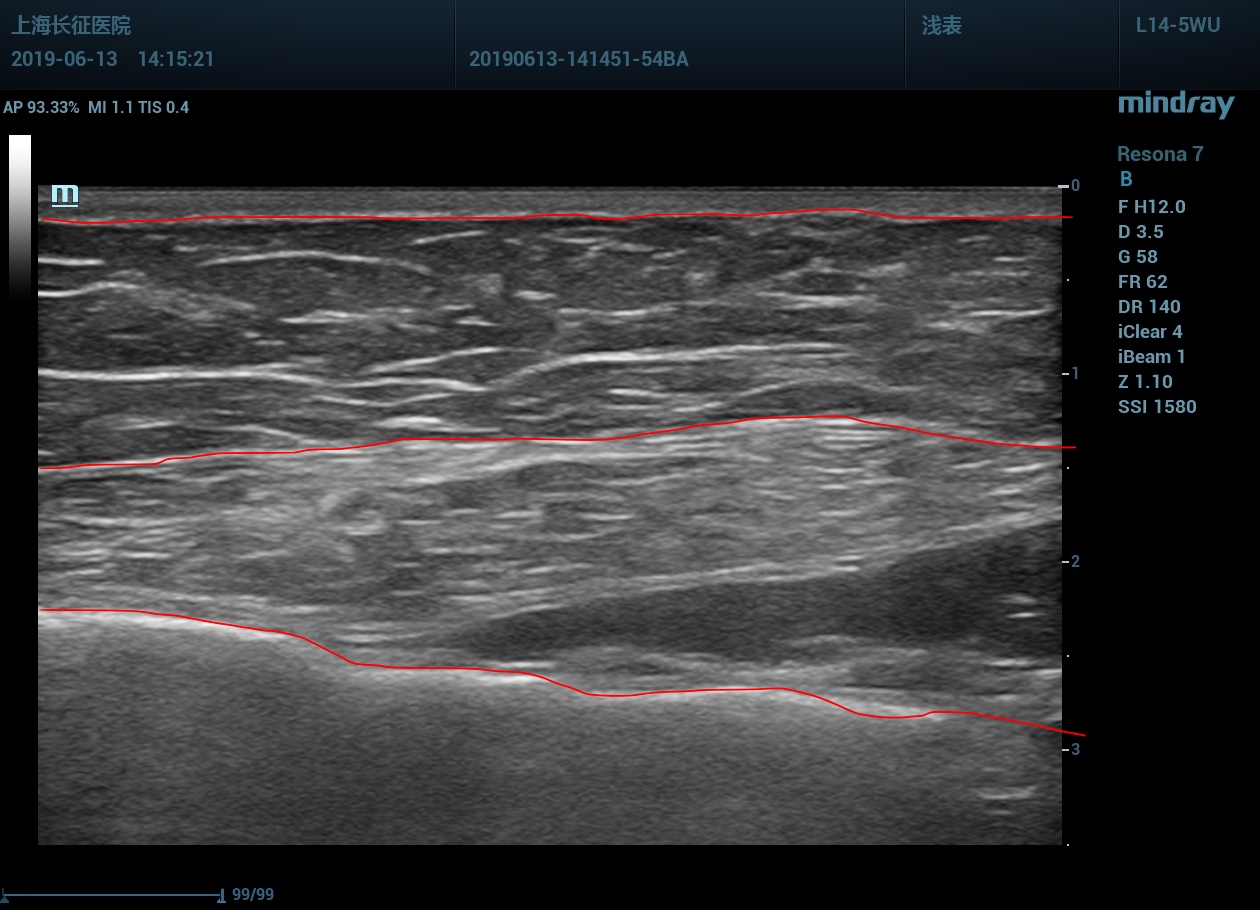 上海长征医院
2019-06-13 14:15:21
20190613-141451-54BA
浅表
L14-5WU
AP 93.33% MI 1.1 TIS 0.4
mindray
Resona 7
B
F H12.0
D 3.5
G 58
FR 62
DR 140
iClear 4
iBeam 1
Z 1.10
SSI 1580
m
0
1
2
3
99/99